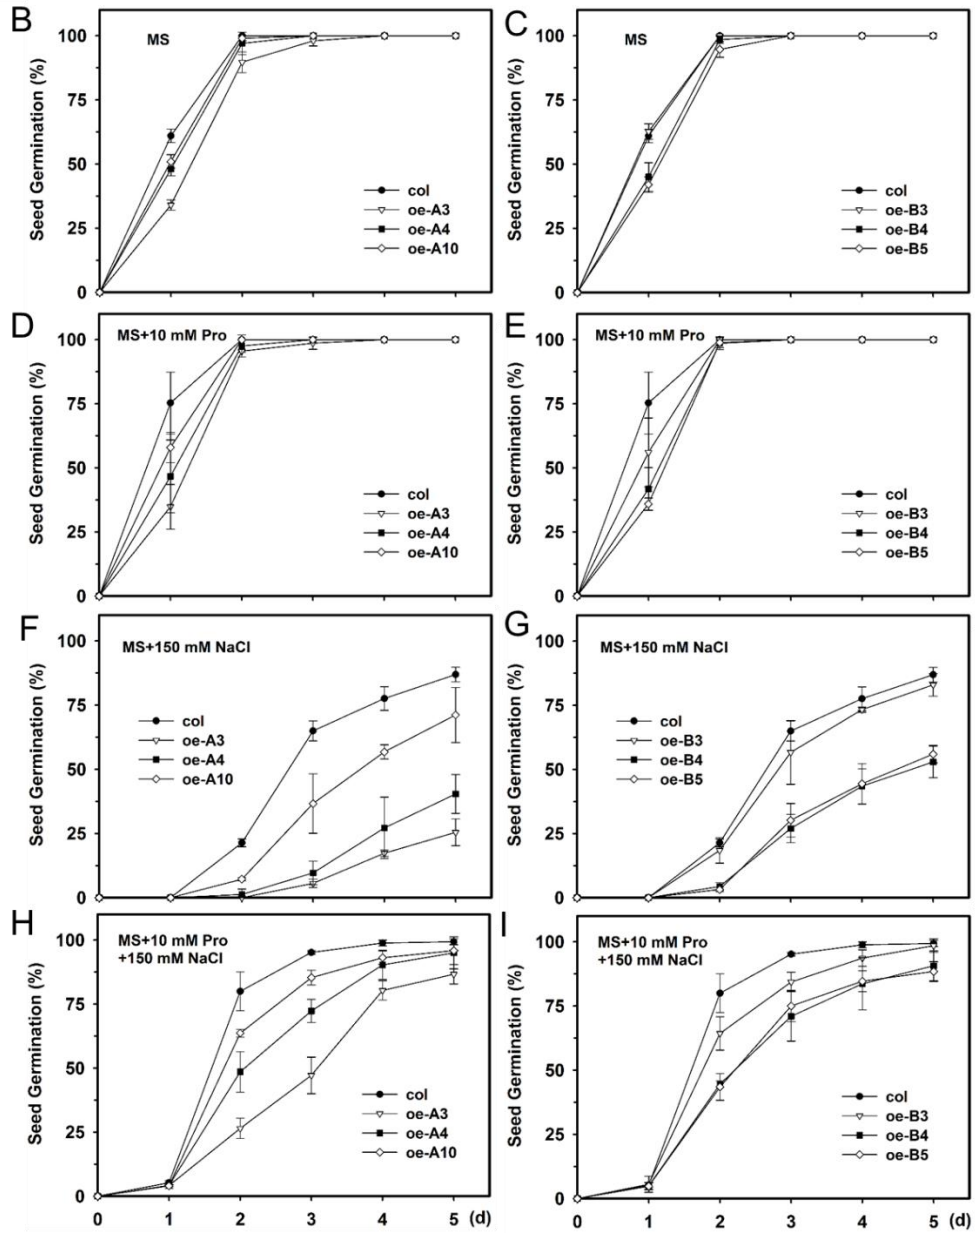 B
MS
Seed Germination (%)
100
75
50
25
0
col
oe-A3
oe-A4
oe-A10
C
MS
Seed Germination (%)
100
75
50
25
0
col
oe-B3
oe-B4
oe-B5
D
MS+10 mM Pro
Seed Germination (%)
100
75
50
25
0
col
oe-A3
oe-A4
oe-A10
E
MS+10 mM Pro
Seed Germination (%)
100
75
50
25
0
col
oe-B3
oe-B4
oe-B5
F
MS+150 mM NaCl
Seed Germination (%)
100
75
50
25
0
col
oe-A3
oe-A4
oe-A10
G
MS+150 mM NaCl
Seed Germination (%)
100
75
50
25
0
col
oe-B3
oe-B4
oe-B5
H
MS+10 mM Pro
+150 mM NaCl
Seed Germination (%)
100
75
50
25
0
col
oe-A3
oe-A4
oe-A10
0 1 2 3 4 5 (d)
I
MS+10 mM Pro
+150 mM NaCl
Seed Germination (%)
100
75
50
25
0
col
oe-B3
oe-B4
oe-B5
0 1 2 3 4 5 (d)